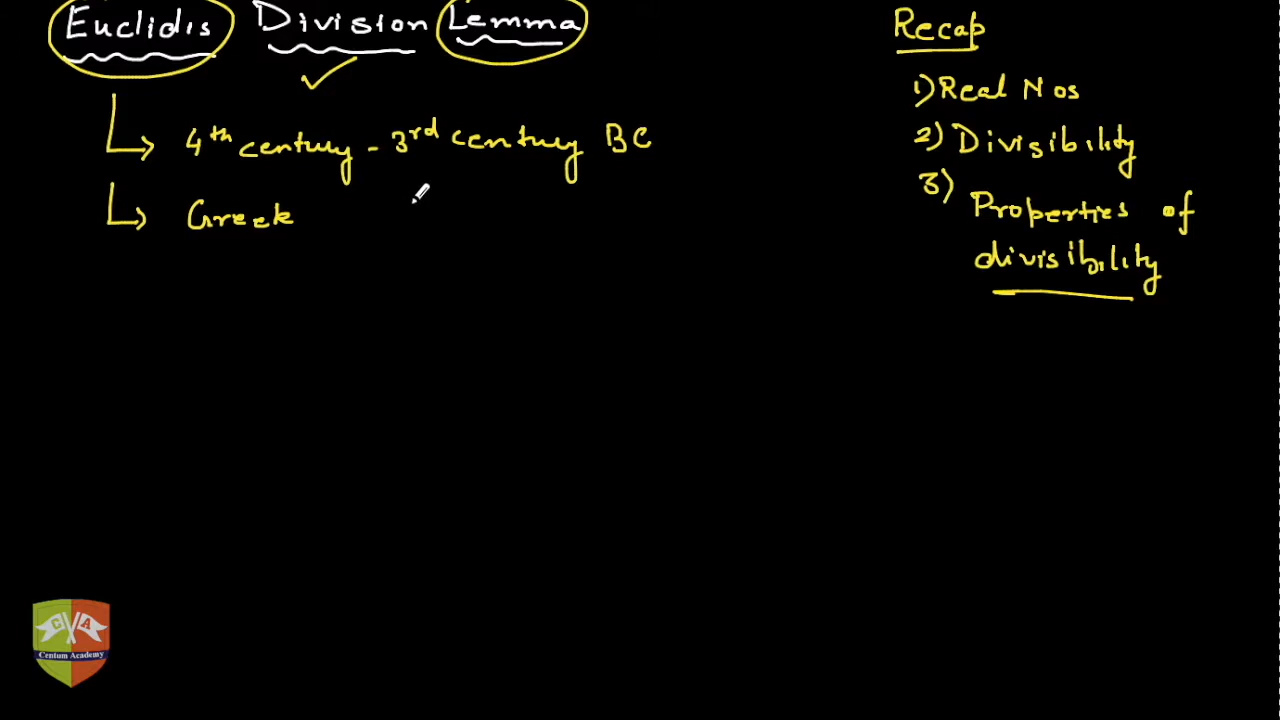 Euclid's Division Lemma
4th century - 3rd century BC
Greek
Recap
1) Real Nos
2) Divisibility
3) Properties of
divisibility
C A
Centum Academy